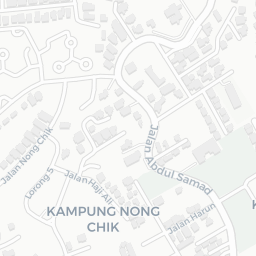 Jalan Nong Chik
Lorong 5
Jalan Haji Ali
Jalan Abdul Samad
KAMPUNG NONG
CHIK
Jalan Harun
K